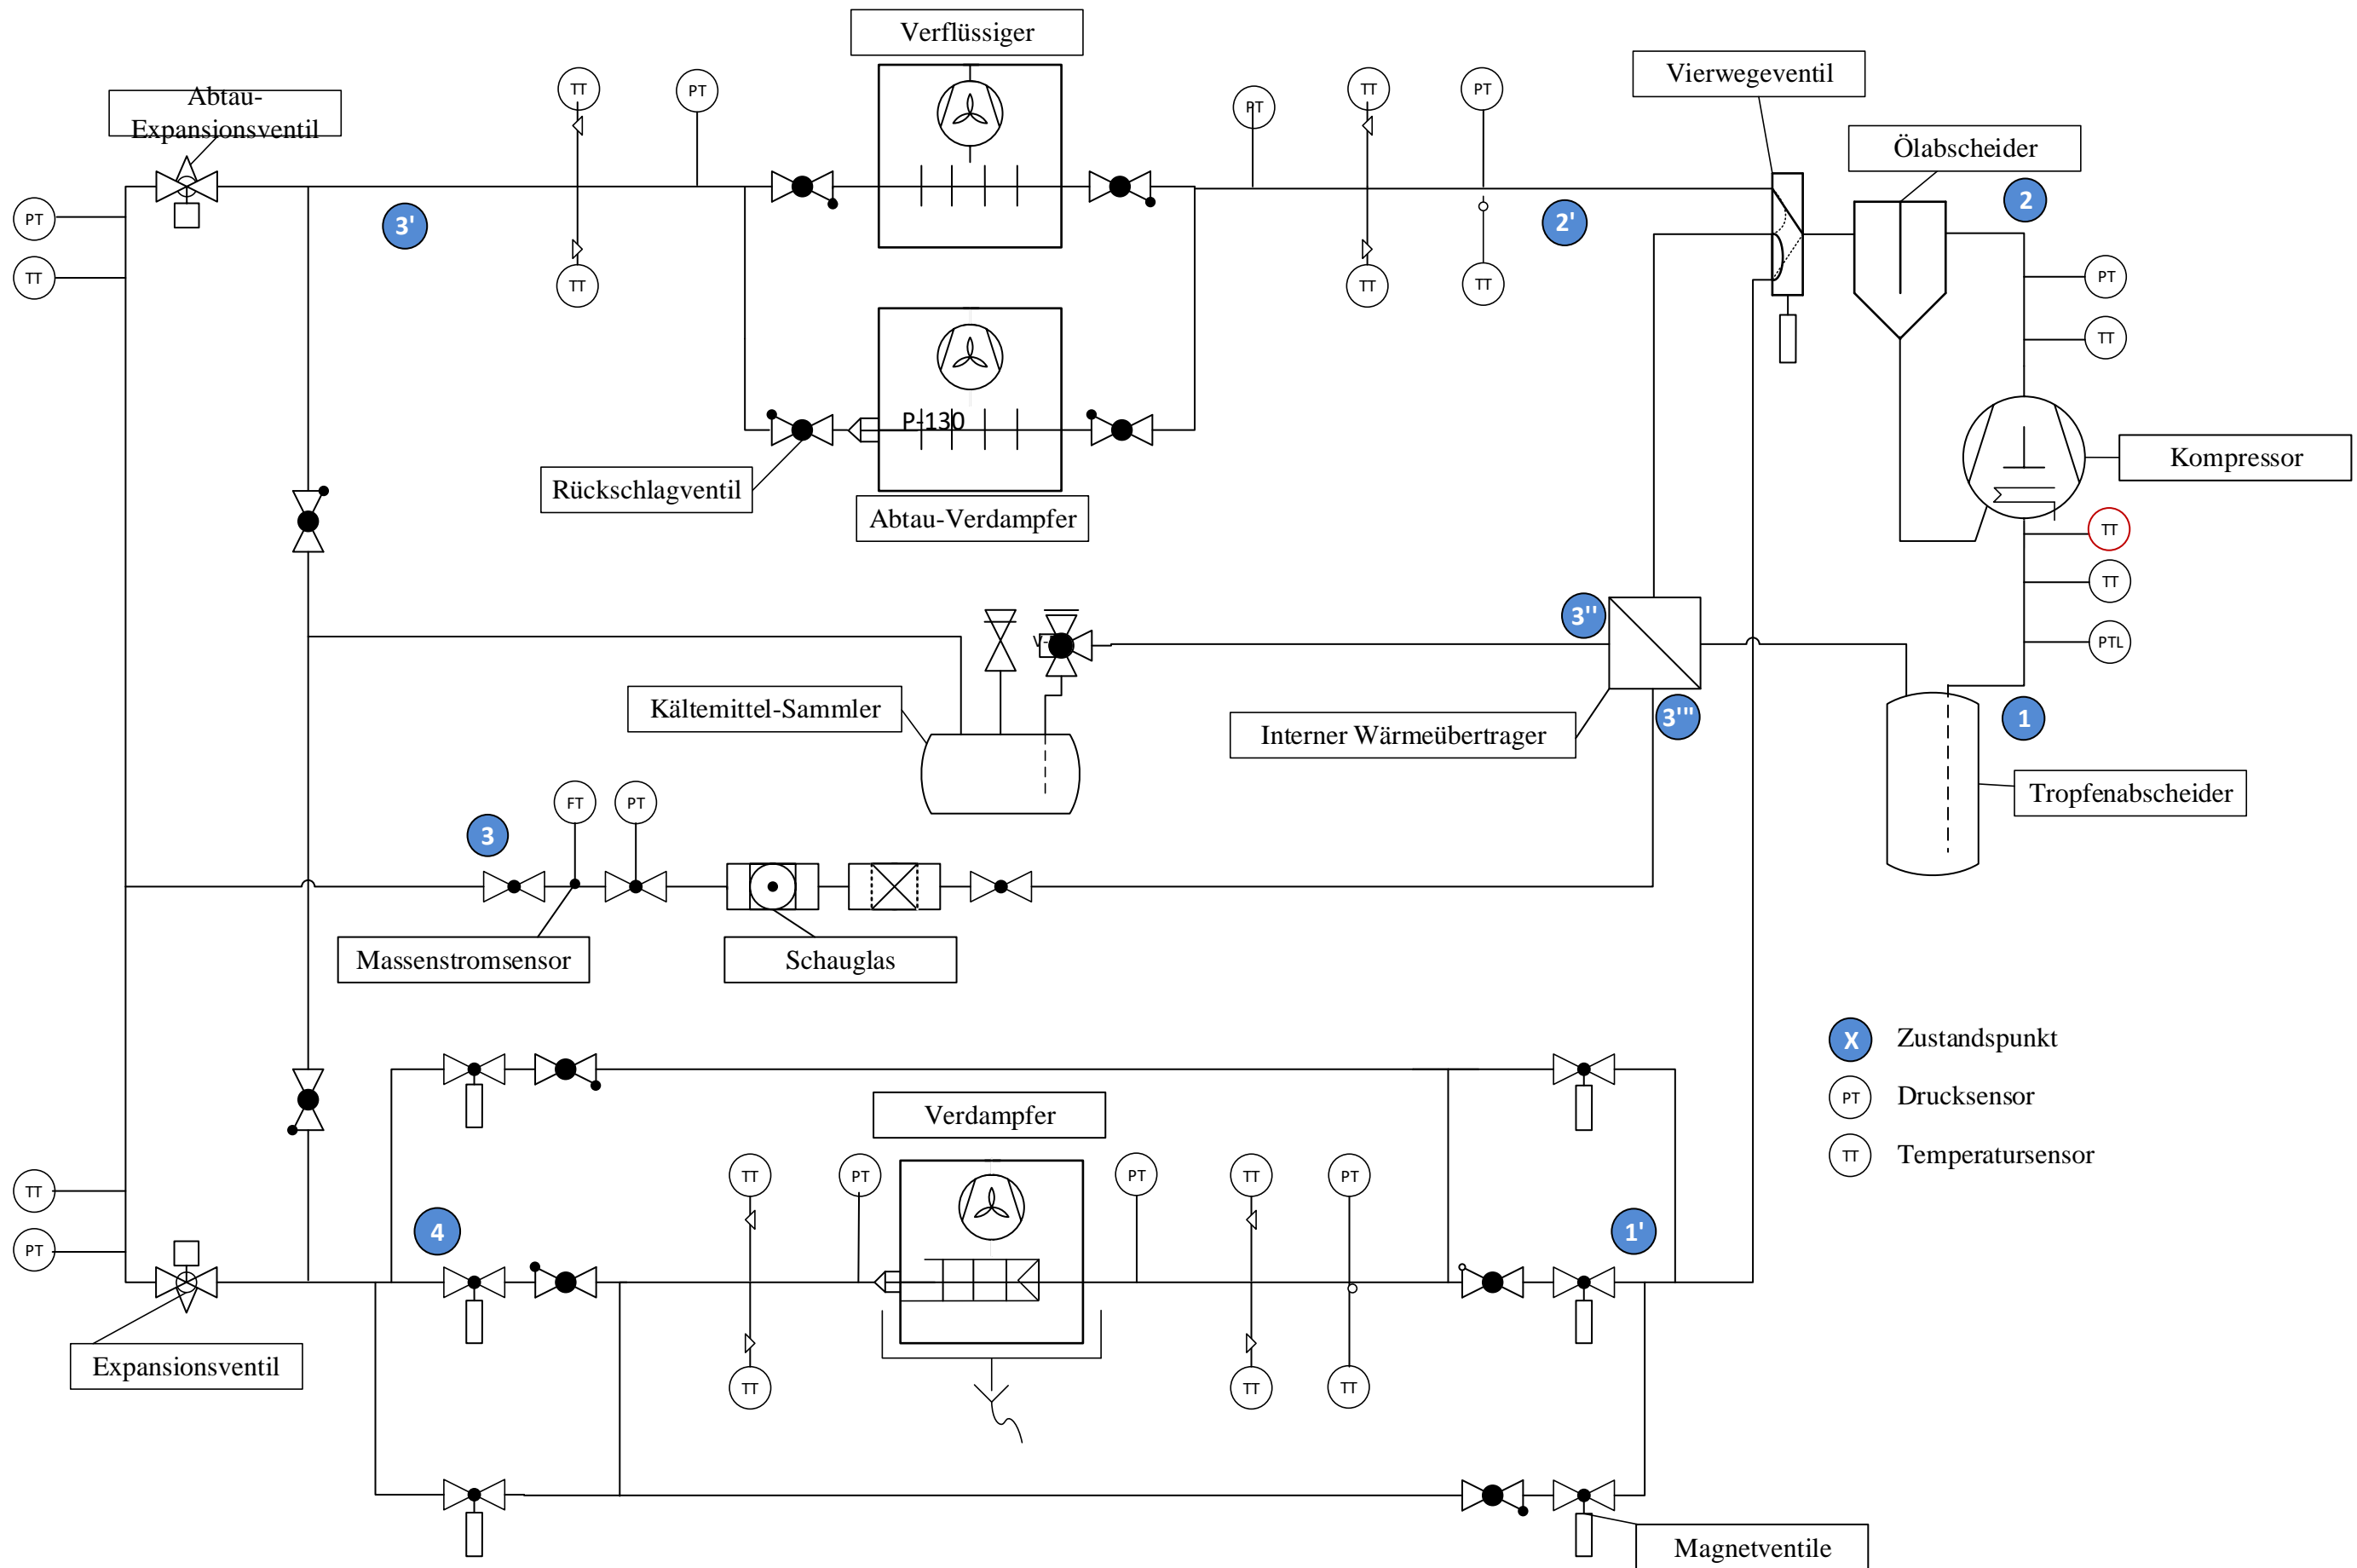 Verflüssiger
Vierwegeventil
TT
PT
TT
PT
PT
Abtau-
Expansionsventil
Ölabscheider
2
PT
3'
2'
TT
TT
TT
TT
PT
TT
P-130
Kompressor
Rückschlagventil
Abtau-Verdampfer
TT
TT
3''
PTL
Kältemittel-Sammler
3'''
1
Interner Wärmeübertrager
Tropfenabscheider
FT
PT
3
Massenstromsensor
Schauglas
X
Zustandspunkt
PT
Drucksensor
Verdampfer
TT
Temperatursensor
TT
TT
PT
PT
TT
PT
4
1'
PT
Expansionsventil
TT
TT
TT
Magnetventile